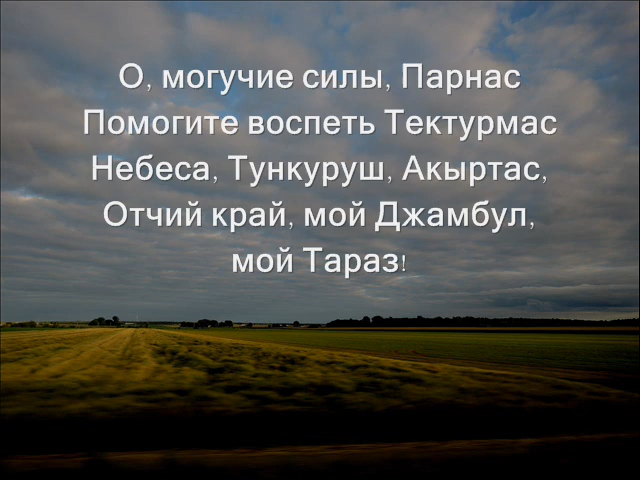 О, могучие силы, Парнас
Помогите воспеть Тектурмас
Небеса, Тункуруш, Акыртас,
Отчий край, мой Джамбул,
мой Тараз!